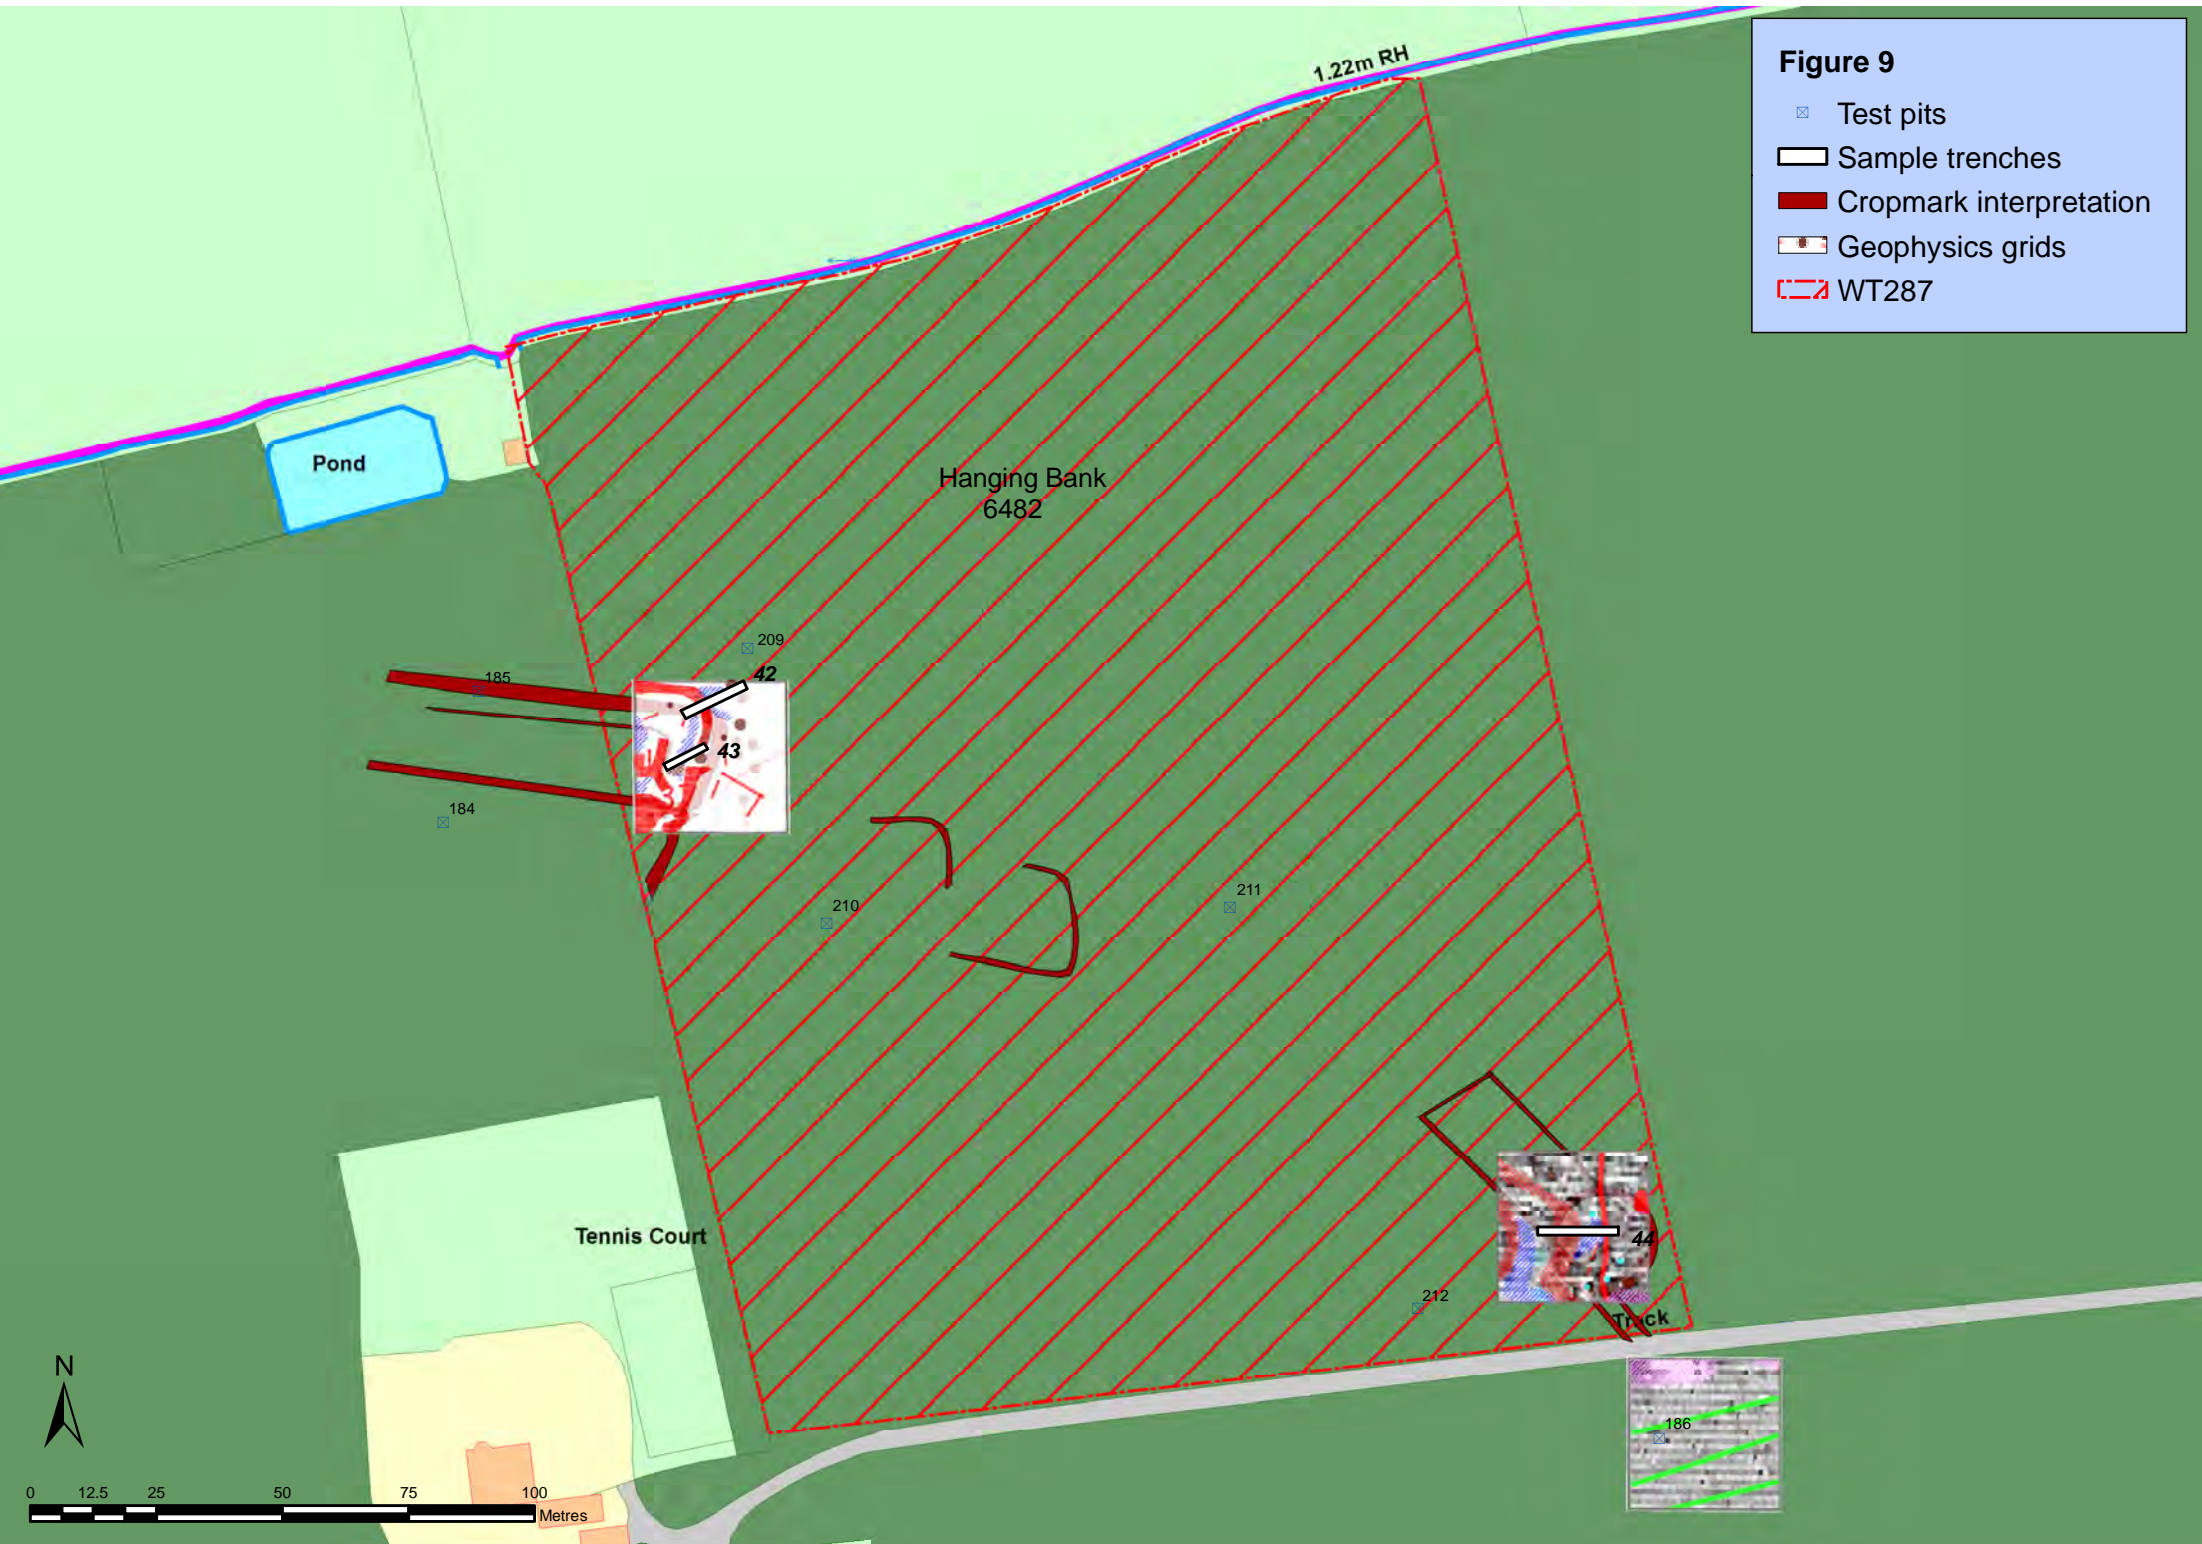 1.22m RH
Figure 9
Test pits
Sample trenches
Cropmark interpretation
Geophysics grids
WT287
Pond
Hanging Bank
6482
209
42
185
43
184
211
210
Tennis Court
44
212
Track
186
N
0 12.5 25 50 75 100
Metres